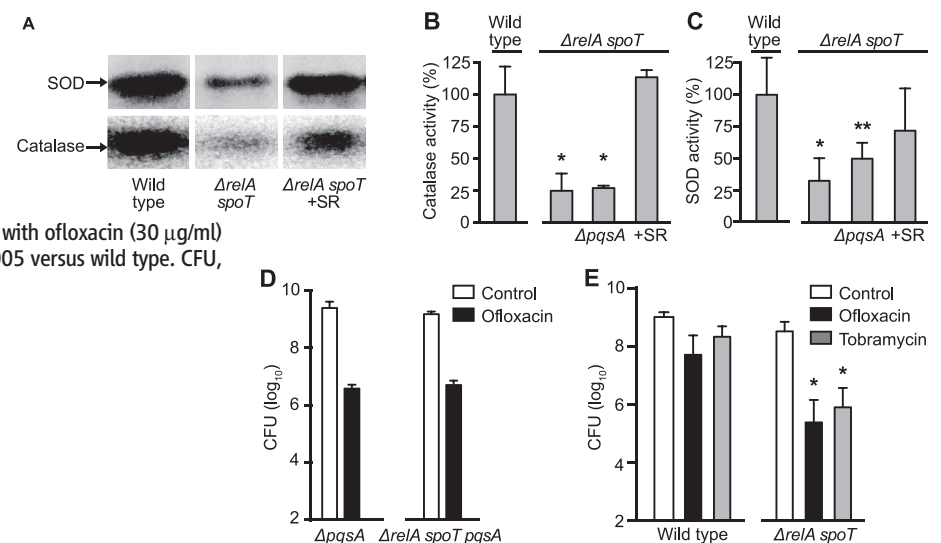 A
SOD
Catalase
Wild type
ΔrelA spoT
ΔrelA spoT +SR
with ofloxacin (30 μg/ml)
005 versus wild type. CFU,
B
Wild type
ΔrelA spoT
Catalase activity (%)
125
100
75
50
25
0
*
*
ΔpqsA +SR
C
Wild type
ΔrelA spoT
SOD activity (%)
125
100
75
50
25
0
*
**
ΔpqsA +SR
D
CFU (log10)
10
8
6
4
2
Control
Ofloxacin
ΔpqsA
ΔrelA spoT pqsA
E
CFU (log10)
10
8
6
4
2
Control
Ofloxacin
Tobramycin
*
*
Wild type
ΔrelA spoT